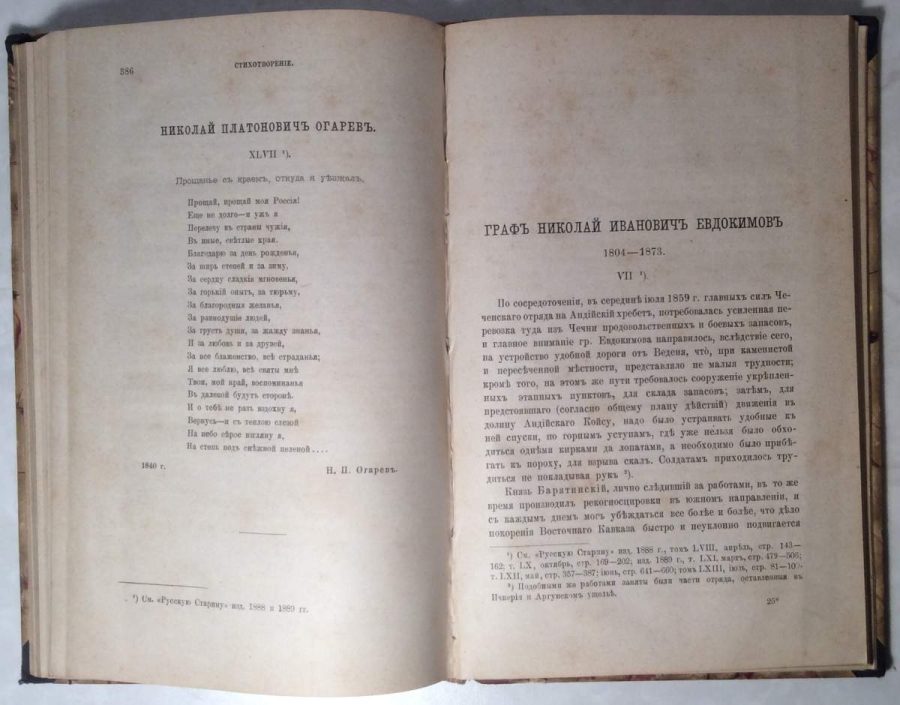 386
СТИХОТВОРЕНІЕ.
НИКОЛАЙ ПЛАТОНОВИЧЪ ОГАРЕВЪ.
XLVII ¹).
Прощанье съ краемъ, откуда я уѣзжалъ.
Прощай, прощай моя Россія!
Еще не долго—и ужъ я
Перелечу въ страны чужія,
Въ иные, свѣтлые края.
Благодарю за день рожденья,
За ширь степей и за зиму,
За сердцу сладкія мгновенья,
За горькій опытъ, за тюрьму,
За благородныя желанья,
За равнодушіе людей,
За грусть души, за жажду знанья,
И за любовь и за друзей,
За все блаженство, всѣ страданья;
Я все люблю, всѣ святы мнѣ
Твои, мой край, воспоминанья
Въ далекой будутъ сторонѣ.
И о тебѣ не разъ вздохну я,
Вернусь—и съ теплою слезой
На небо сѣрое взгляну я,
На степь подъ снѣжной пеленой....
1840 г.
Н. П. Огаревъ.
¹) См. «Русскую Старину» изд. 1888 и 1889 гг.
ГРАФЪ НИКОЛАЙ ИВАНОВИЧЪ ЕВДОКИМОВЪ
1804—1873.
VII ¹).
По сосредоточеніи, въ серединѣ іюля 1859 г. главныхъ силъ Че-
ченскаго отряда на Андійскій хребетъ, потребовалась усиленная пе-
ревозка туда изъ Чечни продовольственныхъ и боевыхъ запасовъ,
и главное вниманіе гр. Евдокимова направилось, вслѣдствіе сего,
на устройство удобной дороги отъ Веденя, что̀, при каменистой
и пересѣченной мѣстности, представляло не малыя трудности;
кромѣ того, на этомъ же пути требовалось сооруженіе укрѣплен-
ныхъ этапныхъ пунктовъ, для склада запасовъ; затѣмъ, для
предстоявшаго (согласно общему плану дѣйствій) движенія въ
долину Андійскаго Койсу, надо было устраивать удобные къ
ней спуски, по горнымъ уступамъ, гдѣ уже нельзя было обхо-
диться однѣми кирками да лопатами, а необходимо было прибѣ-
гать къ пороху, для взрыва скалъ. Солдатамъ приходилось тру-
диться не покладывая рукъ ²).
Князь Барятинскій, лично слѣдившій за работами, въ то же
время производилъ рекогносцировки въ южномъ направленіи, и
съ каждымъ днемъ могъ убѣждаться все болѣе и болѣе, что дѣло
покоренія Восточнаго Кавказа быстро и неуклонно подвигается
¹) См. «Русскую Старину» изд. 1888 г., томъ LVIII, апрѣль, стр. 143—
162; т. LX, октябрь, стр. 169—202; изд. 1889 г., т. LXI, мартъ, стр. 479—506;
т. LXII, май, стр. 357—387; іюнь, стр. 641—660; томъ LXIII, іюль, стр. 81—10
²) Подобными же работами заняты были части отряда, оставленныя въ
Ичкеріи и Аргунскомъ ущельѣ.
25*